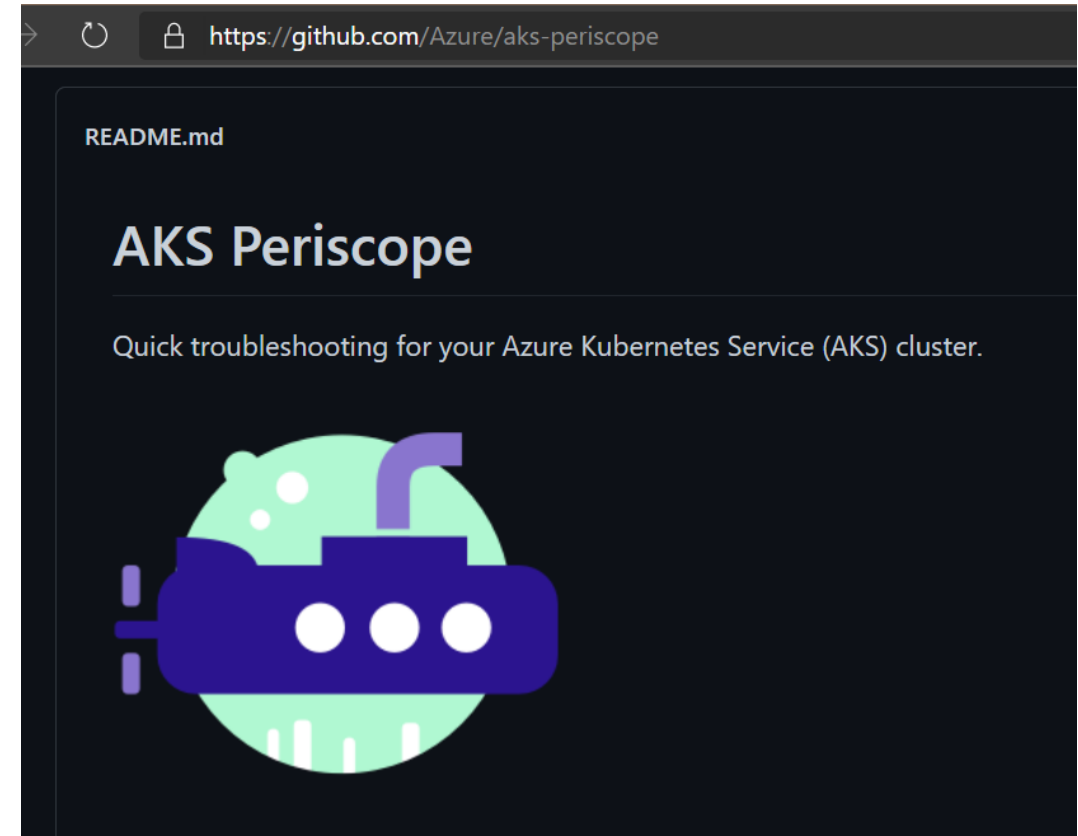 https://github.com/Azure/aks-periscope
README.md
AKS Periscope
Quick troubleshooting for your Azure Kubernetes Service (AKS) cluster.